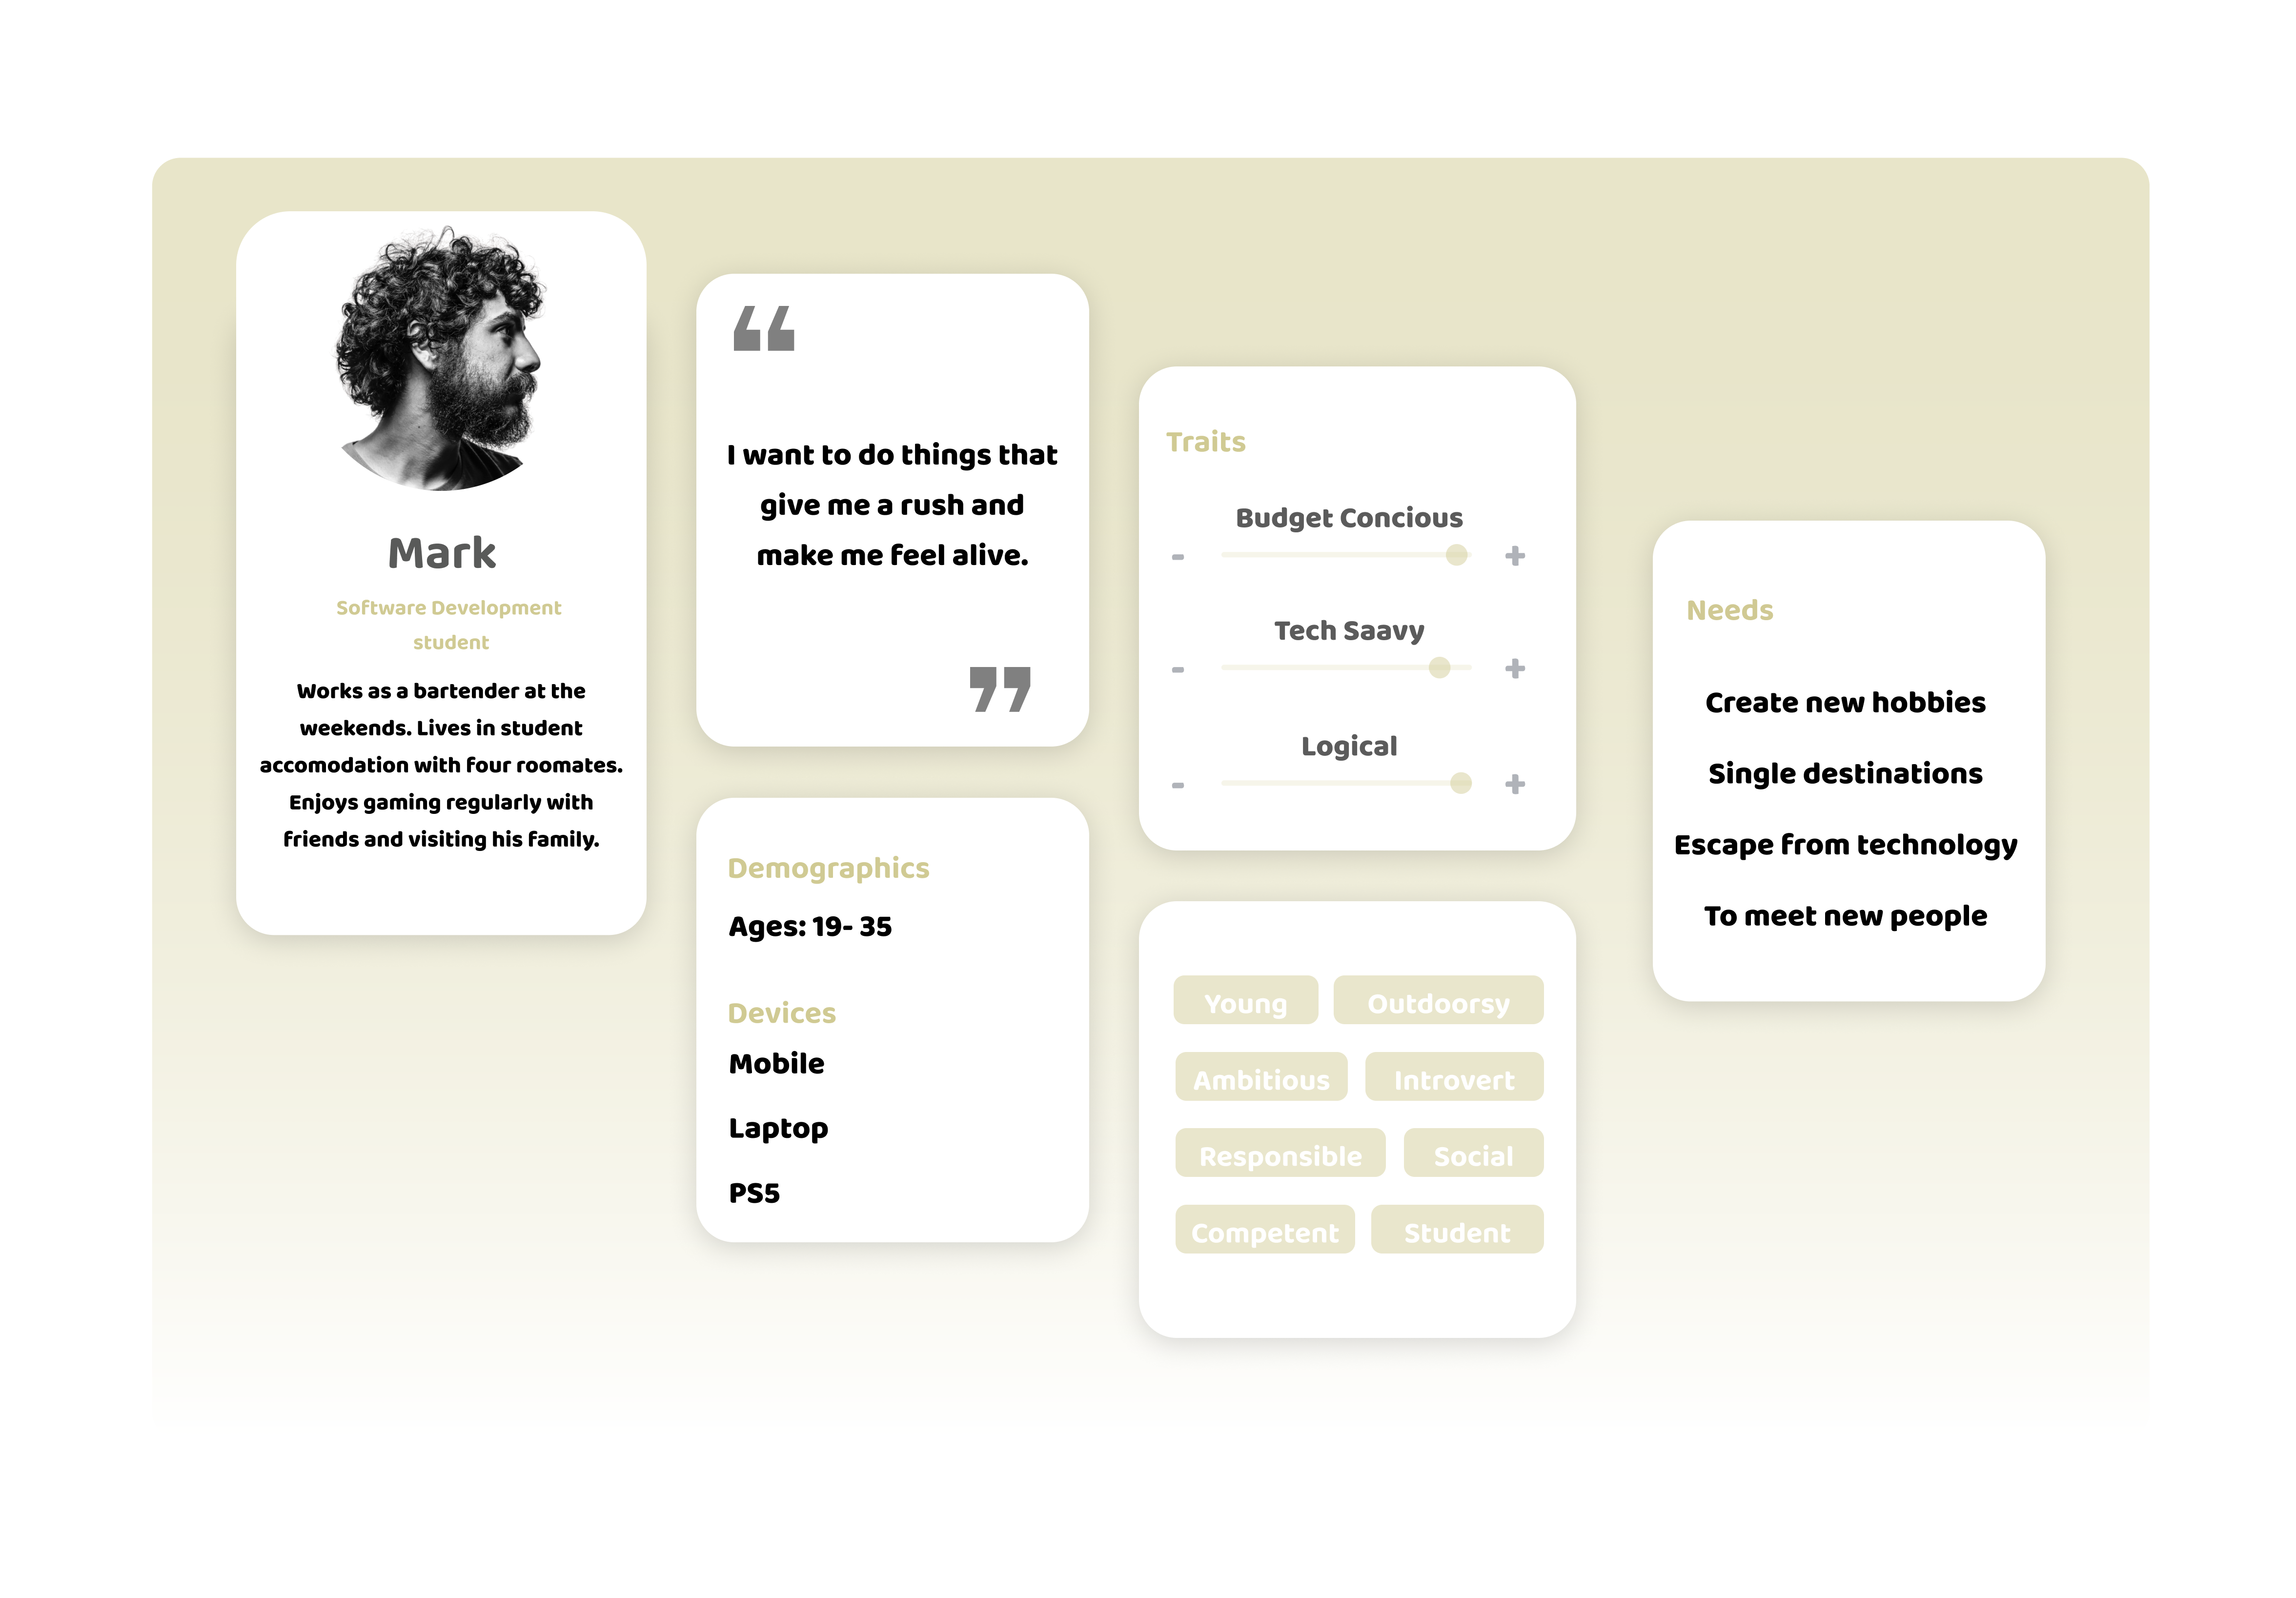 Mark
Software Development
student
Works as a bartender at the
weekends. Lives in student
accomodation with four roomates.
Enjoys gaming regularly with
friends and visiting his family.
“
I want to do things that
give me a rush and
make me feel alive.
”
Demographics
Ages: 19- 35
Devices
Mobile
Laptop
PS5
Traits
Budget Concious
- +
Tech Saavy
- +
Logical
- +
Young Outdoorsy
Ambitious Introvert
Responsible Social
Competent Student
Needs
Create new hobbies
Single destinations
Escape from technology
To meet new people